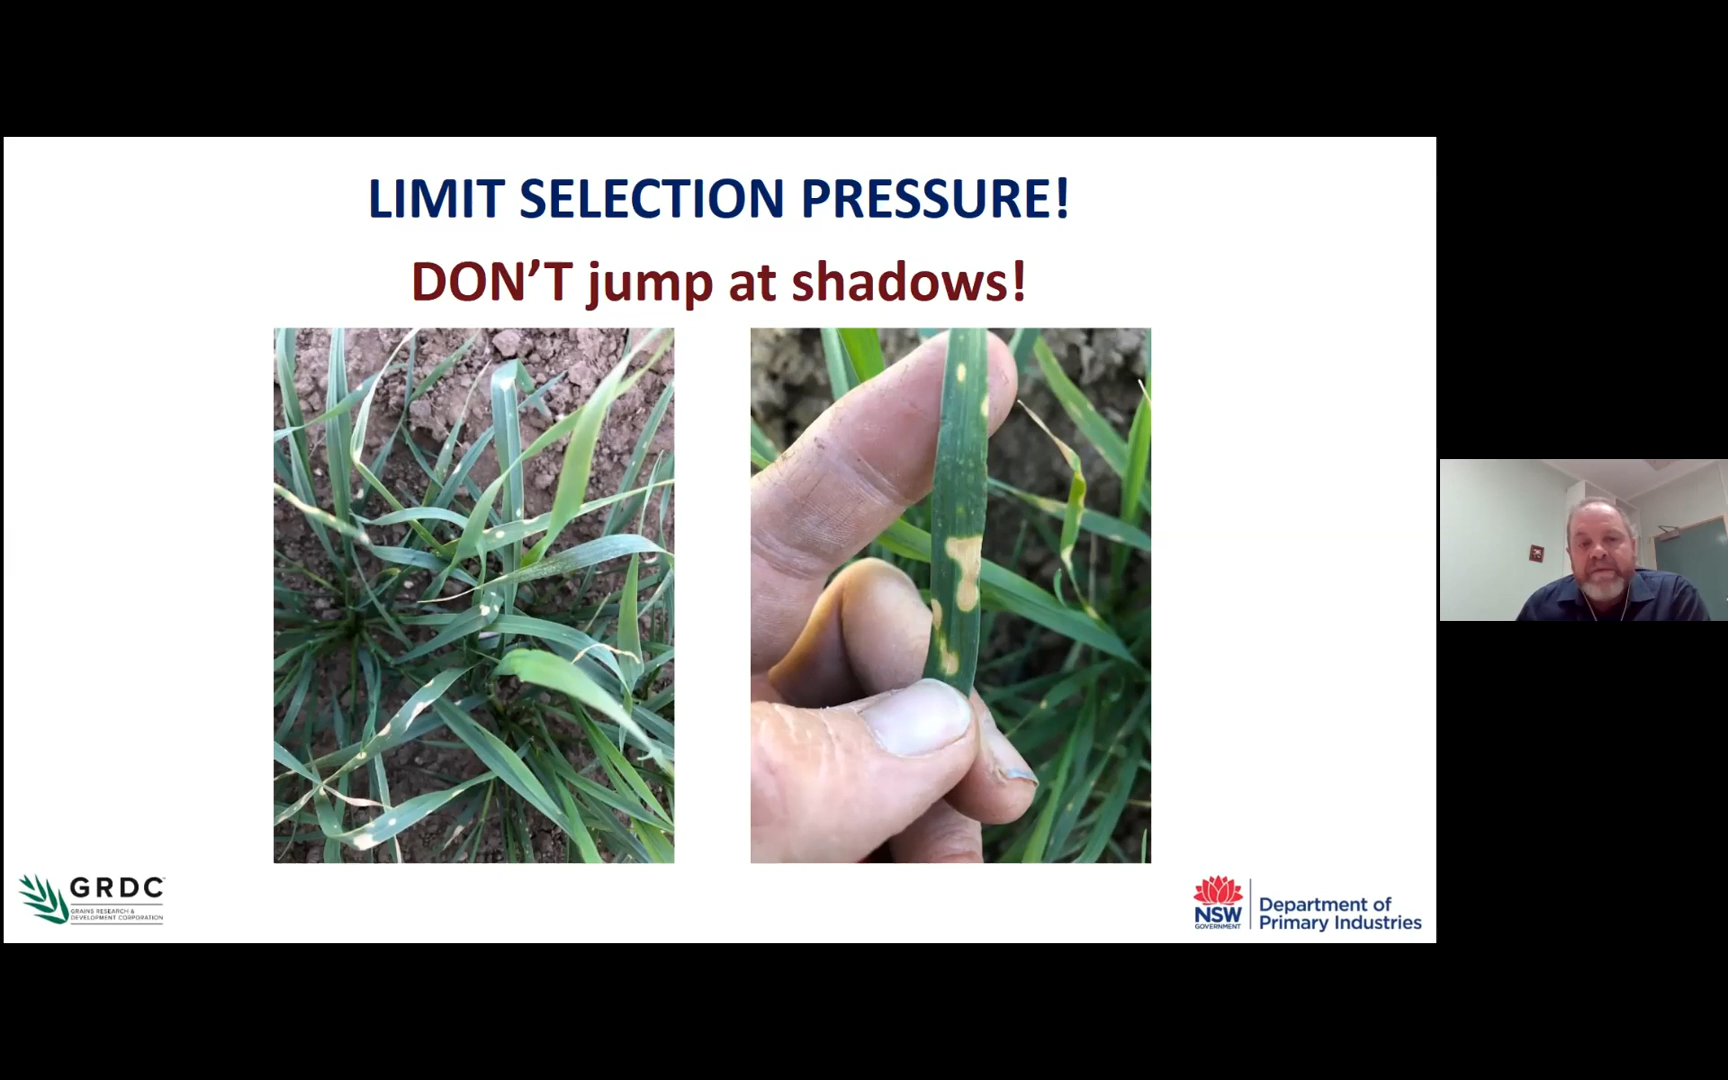 LIMIT SELECTION PRESSURE!
DON'T jump at shadows!
GRDC
GRAINS RESEARCH &
DEVELOPMENT CORPORATION
NSW
GOVERNMENT
Department of
Primary Industries